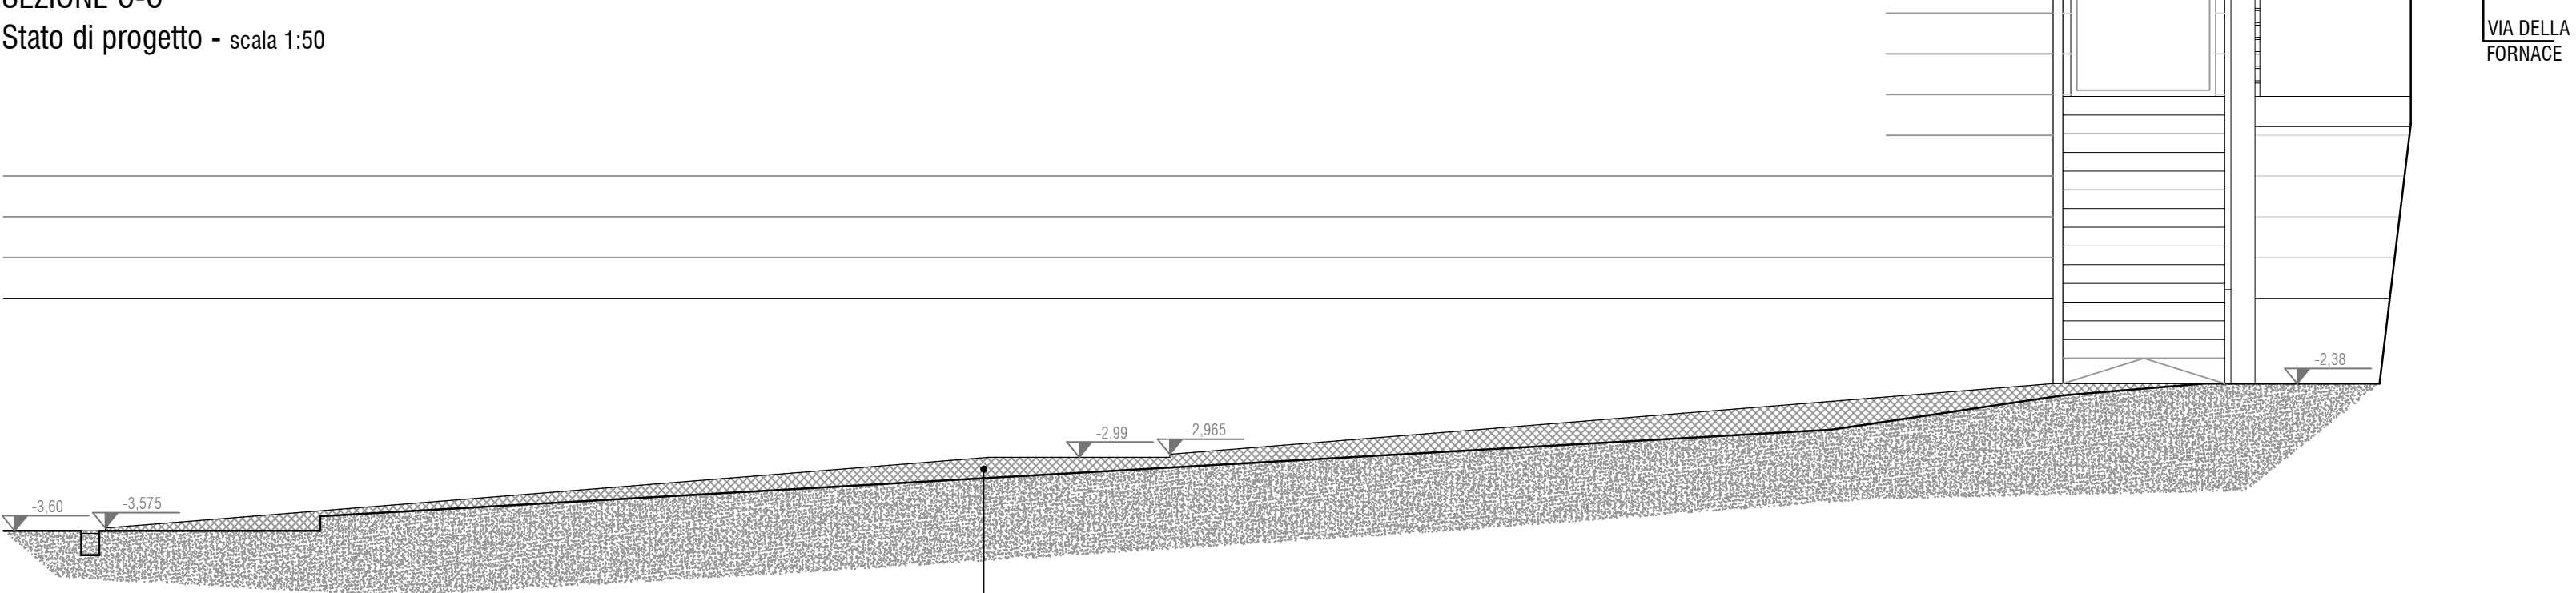 Stato di progetto - scala 1:50
VIA DELLA
FORNACE
-2,38
-2,99
-2,965
-3,60
-3,575